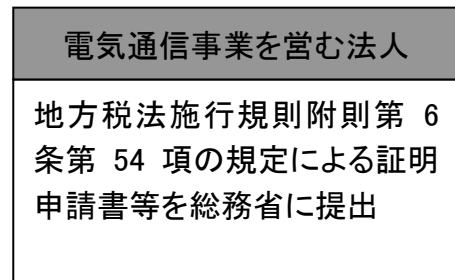 電気通信事業を営む法人
地方税法施行規則附則第 6
条第 54 項の規定による証明
申請書等を総務省に提出